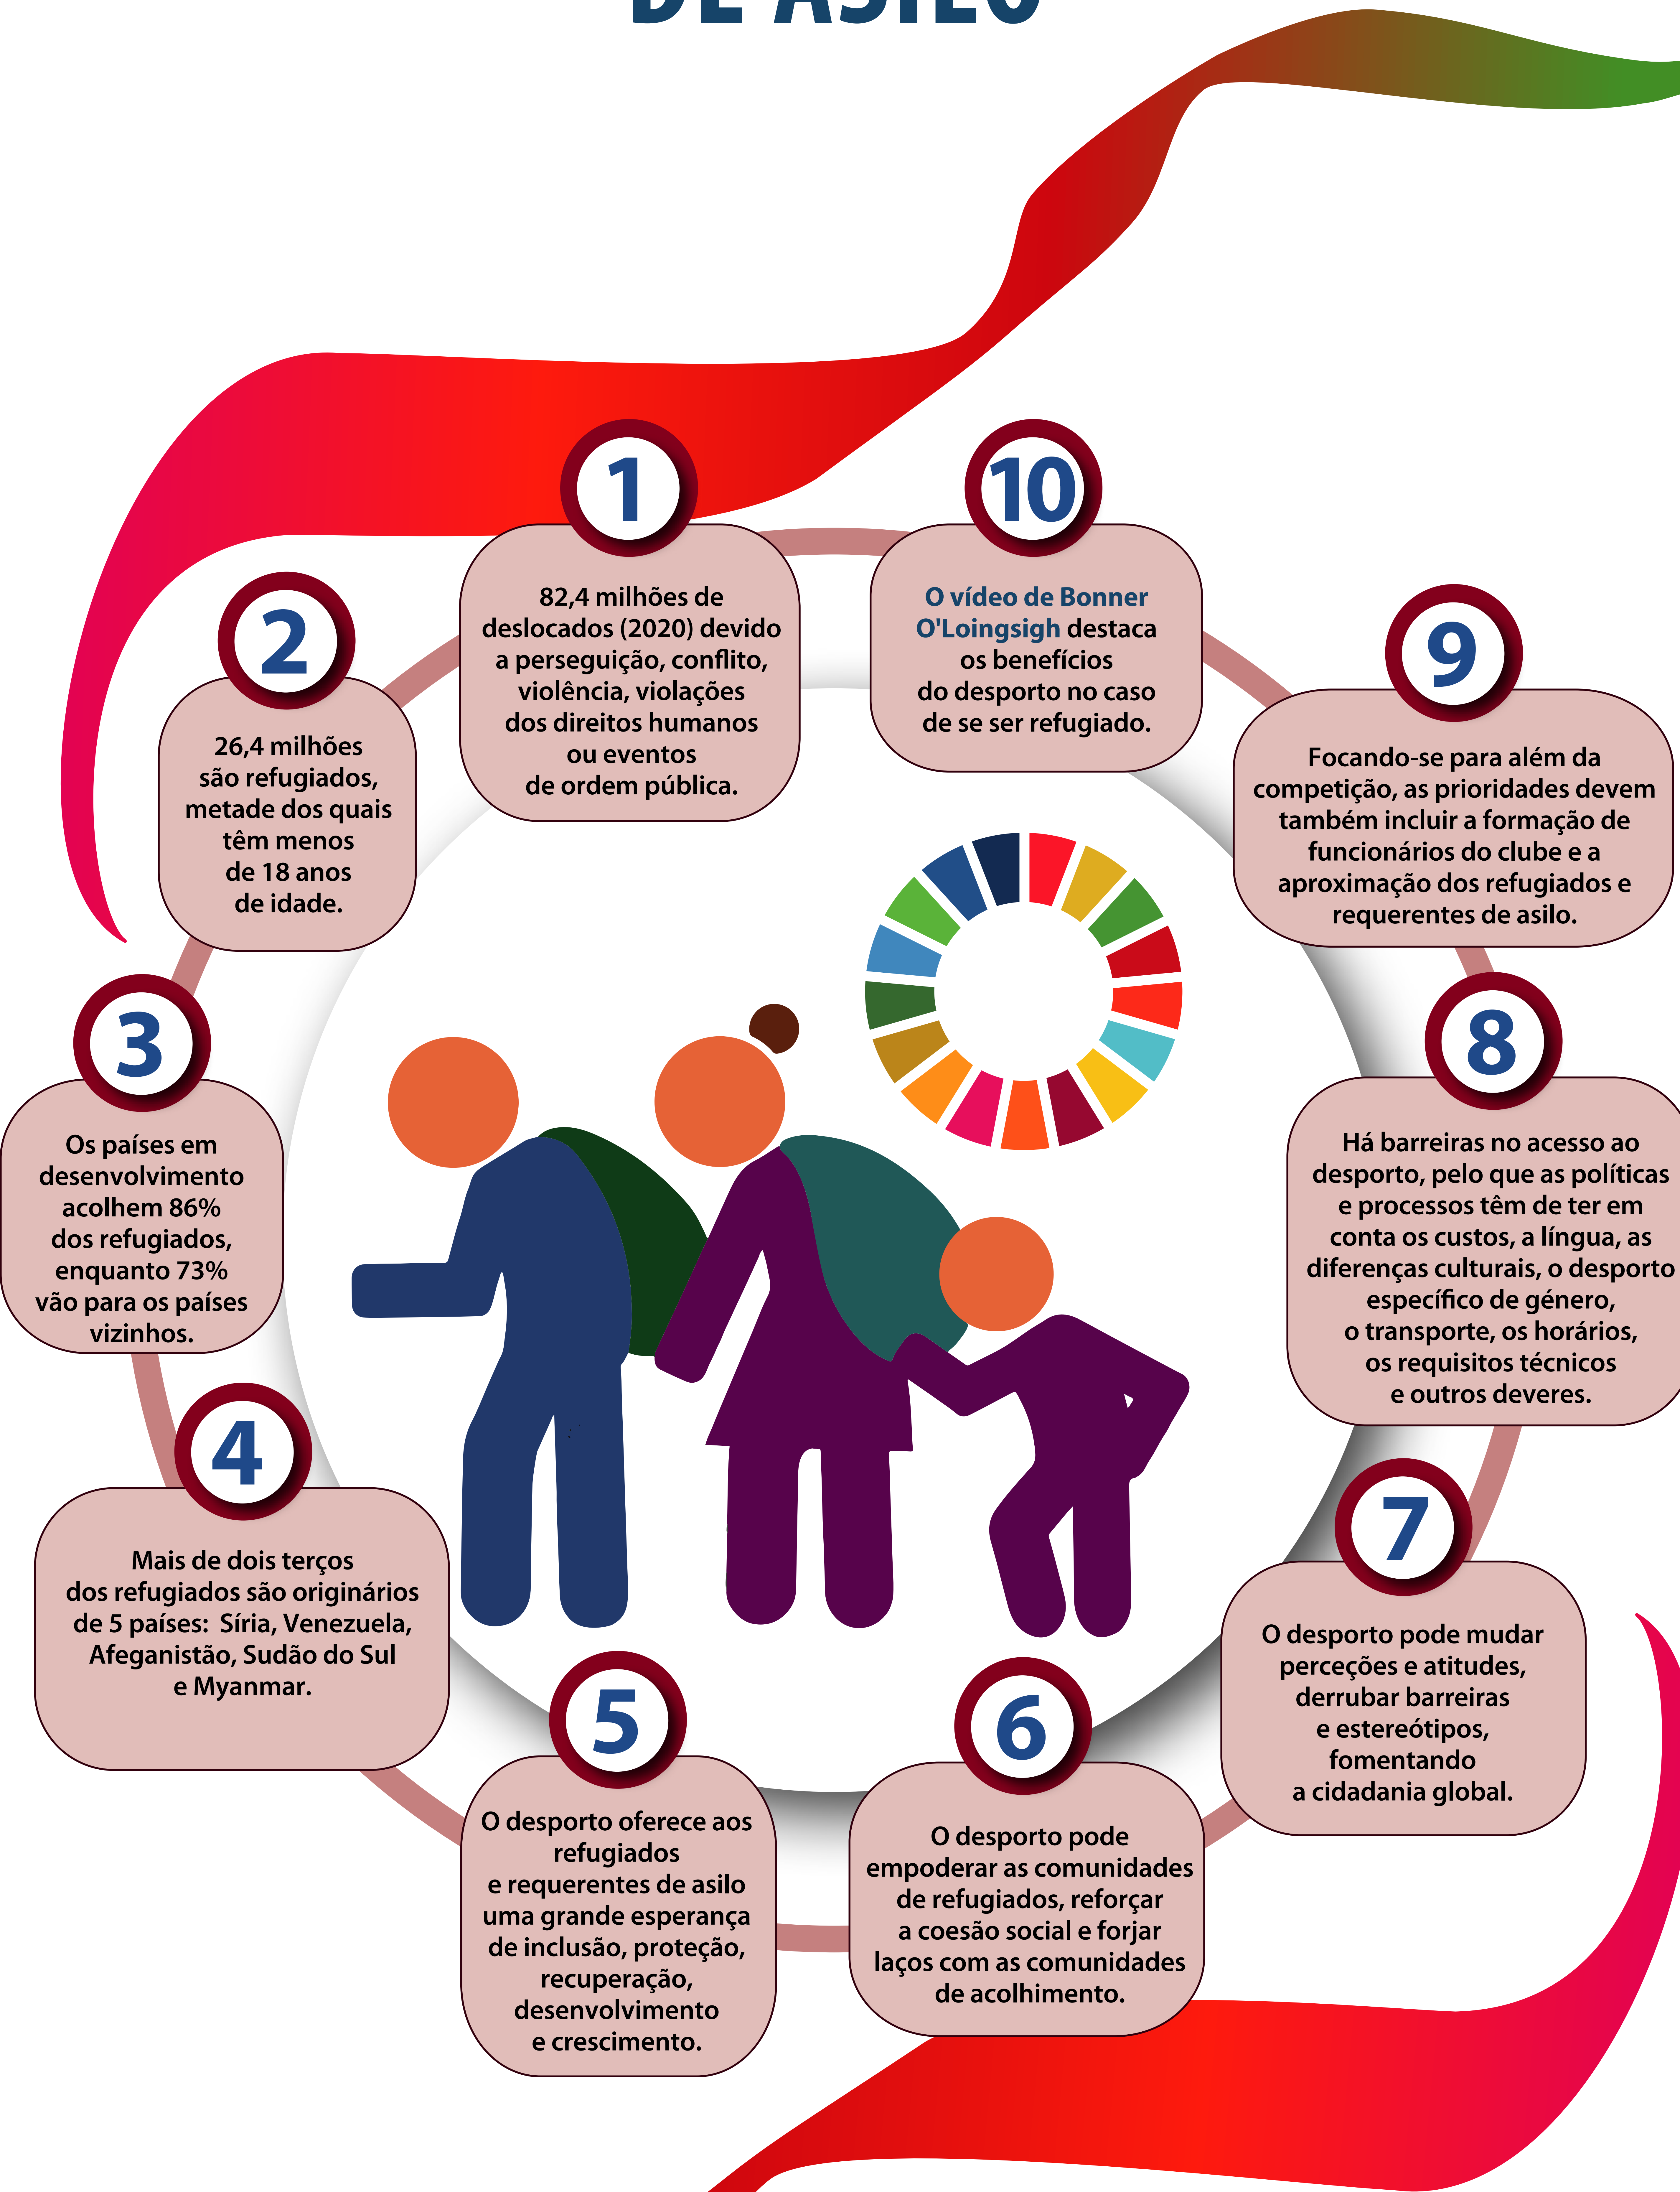 DE ASILO
1
82,4 milhões de
deslocados (2020) devido
a perseguição, conflito,
violência, violações
dos direitos humanos
ou eventos
de ordem pública.
2
26,4 milhões
são refugiados,
metade dos quais
têm menos
de 18 anos
de idade.
3
Os países em
desenvolvimento
acolhem 86%
dos refugiados,
enquanto 73%
vão para os países
vizinhos.
4
Mais de dois terços
dos refugiados são originários
de 5 países:  Síria, Venezuela,
Afeganistão, Sudão do Sul
e Myanmar.
5
O desporto oferece aos
refugiados
e requerentes de asilo
uma grande esperança
de inclusão, proteção,
recuperação,
desenvolvimento
e crescimento.
6
O desporto pode
empoderar as comunidades
de refugiados, reforçar
a coesão social e forjar
laços com as comunidades
de acolhimento.
7
O desporto pode mudar
perceções e atitudes,
derrubar barreiras
e estereótipos,
fomentando
a cidadania global.
8
Há barreiras no acesso ao
desporto, pelo que as políticas
e processos têm de ter em
conta os custos, a língua, as
diferenças culturais, o desporto
específico de género,
o transporte, os horários,
os requisitos técnicos
e outros deveres.
9
Focando-se para além da
competição, as prioridades devem
também incluir a formação de
funcionários do clube e a
aproximação dos refugiados e
requerentes de asilo.
10
O vídeo de Bonner
O'Loingsigh destaca
os benefícios
do desporto no caso
de se ser refugiado.